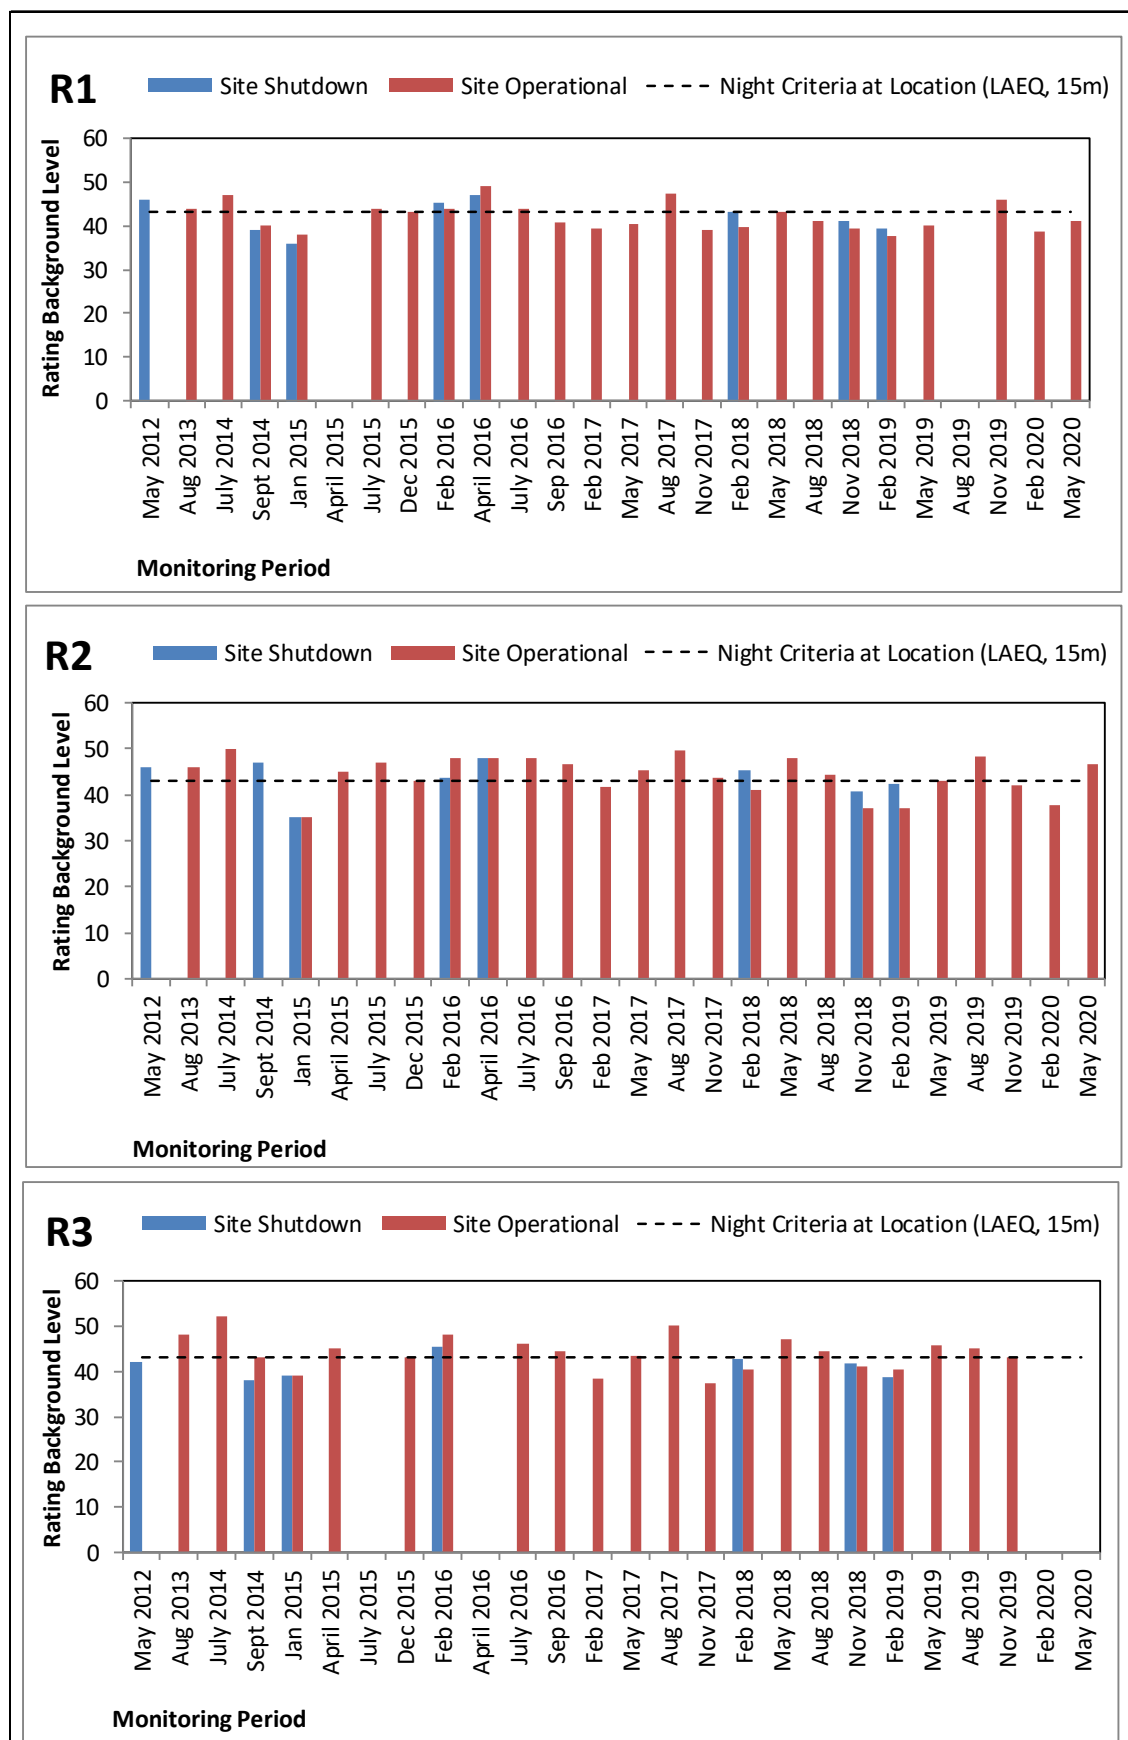 R1 Site Shutdown Site Operational Night Criteria at Location (LAEQ, 15m)
Rating Background Level
60
50
40
30
20
10
0
May 2012
Aug 2013
July 2014
Sept 2014
Jan 2015
April 2015
July 2015
Dec 2015
Feb 2016
April 2016
July 2016
Sep 2016
Feb 2017
May 2017
Aug 2017
Nov 2017
Feb 2018
May 2018
Aug 2018
Nov 2018
Feb 2019
May 2019
Aug 2019
Nov 2019
Feb 2020
May 2020
Monitoring Period
R2 Site Shutdown Site Operational Night Criteria at Location (LAEQ, 15m)
Rating Background Level
60
50
40
30
20
10
0
May 2012
Aug 2013
July 2014
Sept 2014
Jan 2015
April 2015
July 2015
Dec 2015
Feb 2016
April 2016
July 2016
Sep 2016
Feb 2017
May 2017
Aug 2017
Nov 2017
Feb 2018
May 2018
Aug 2018
Nov 2018
Feb 2019
May 2019
Aug 2019
Nov 2019
Feb 2020
May 2020
Monitoring Period
R3 Site Shutdown Site Operational Night Criteria at Location (LAEQ, 15m)
Rating Background Level
60
50
40
30
20
10
0
May 2012
Aug 2013
July 2014
Sept 2014
Jan 2015
April 2015
July 2015
Dec 2015
Feb 2016
April 2016
July 2016
Sep 2016
Feb 2017
May 2017
Aug 2017
Nov 2017
Feb 2018
May 2018
Aug 2018
Nov 2018
Feb 2019
May 2019
Aug 2019
Nov 2019
Feb 2020
May 2020
Monitoring Period